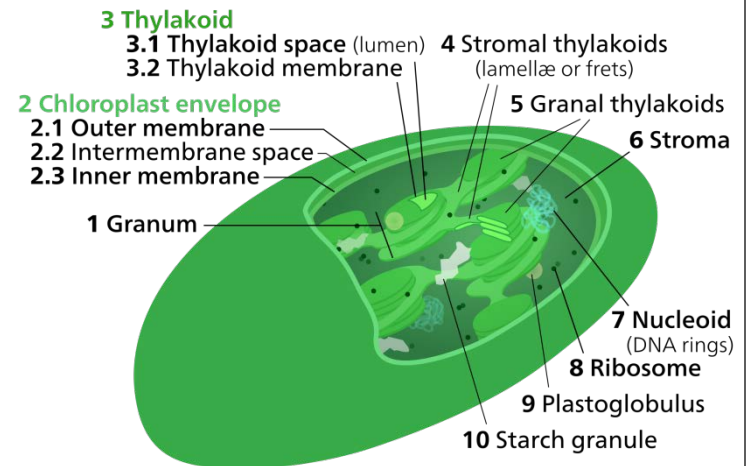 3 Thylakoid
3.1 Thylakoid space (lumen)
3.2 Thylakoid membrane
4 Stromal thylakoids
(lamellæ or frets)
2 Chloroplast envelope
2.1 Outer membrane
2.2 Intermembrane space
2.3 Inner membrane
5 Granal thylakoids
6 Stroma
1 Granum
7 Nucleoid
(DNA rings)
8 Ribosome
9 Plastoglobulus
10 Starch granule